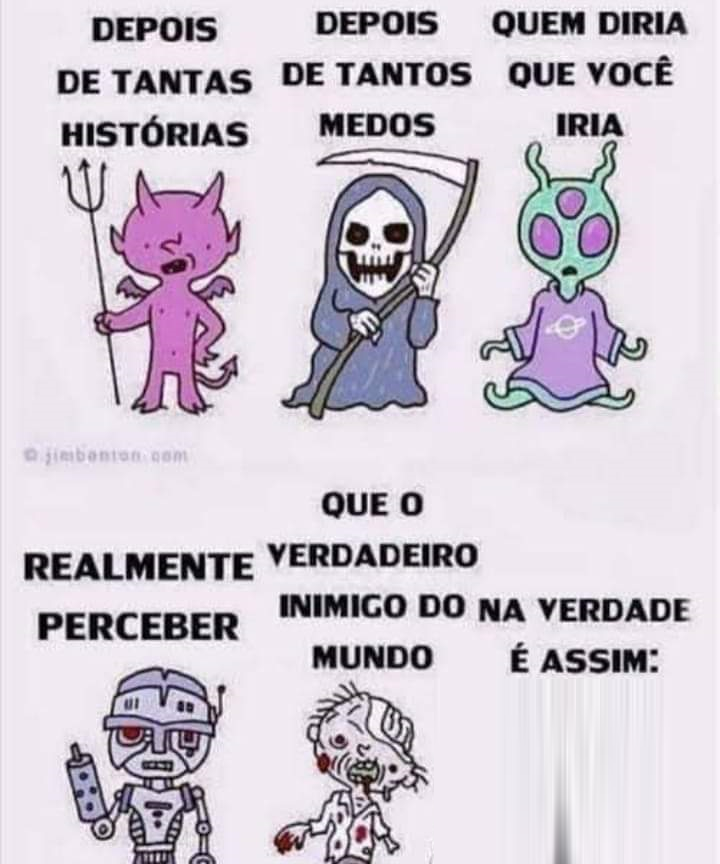 DEPOIS
DE TANTAS
HISTÓRIAS
DEPOIS
DE TANTOS
MEDOS
QUEM DIRIA
QUE VOCÊ
IRIA
© jimbenton.com
REALMENTE
PERCEBER
QUE O
VERDADEIRO
INIMIGO DO
MUNDO
NA VERDADE
É ASSIM: